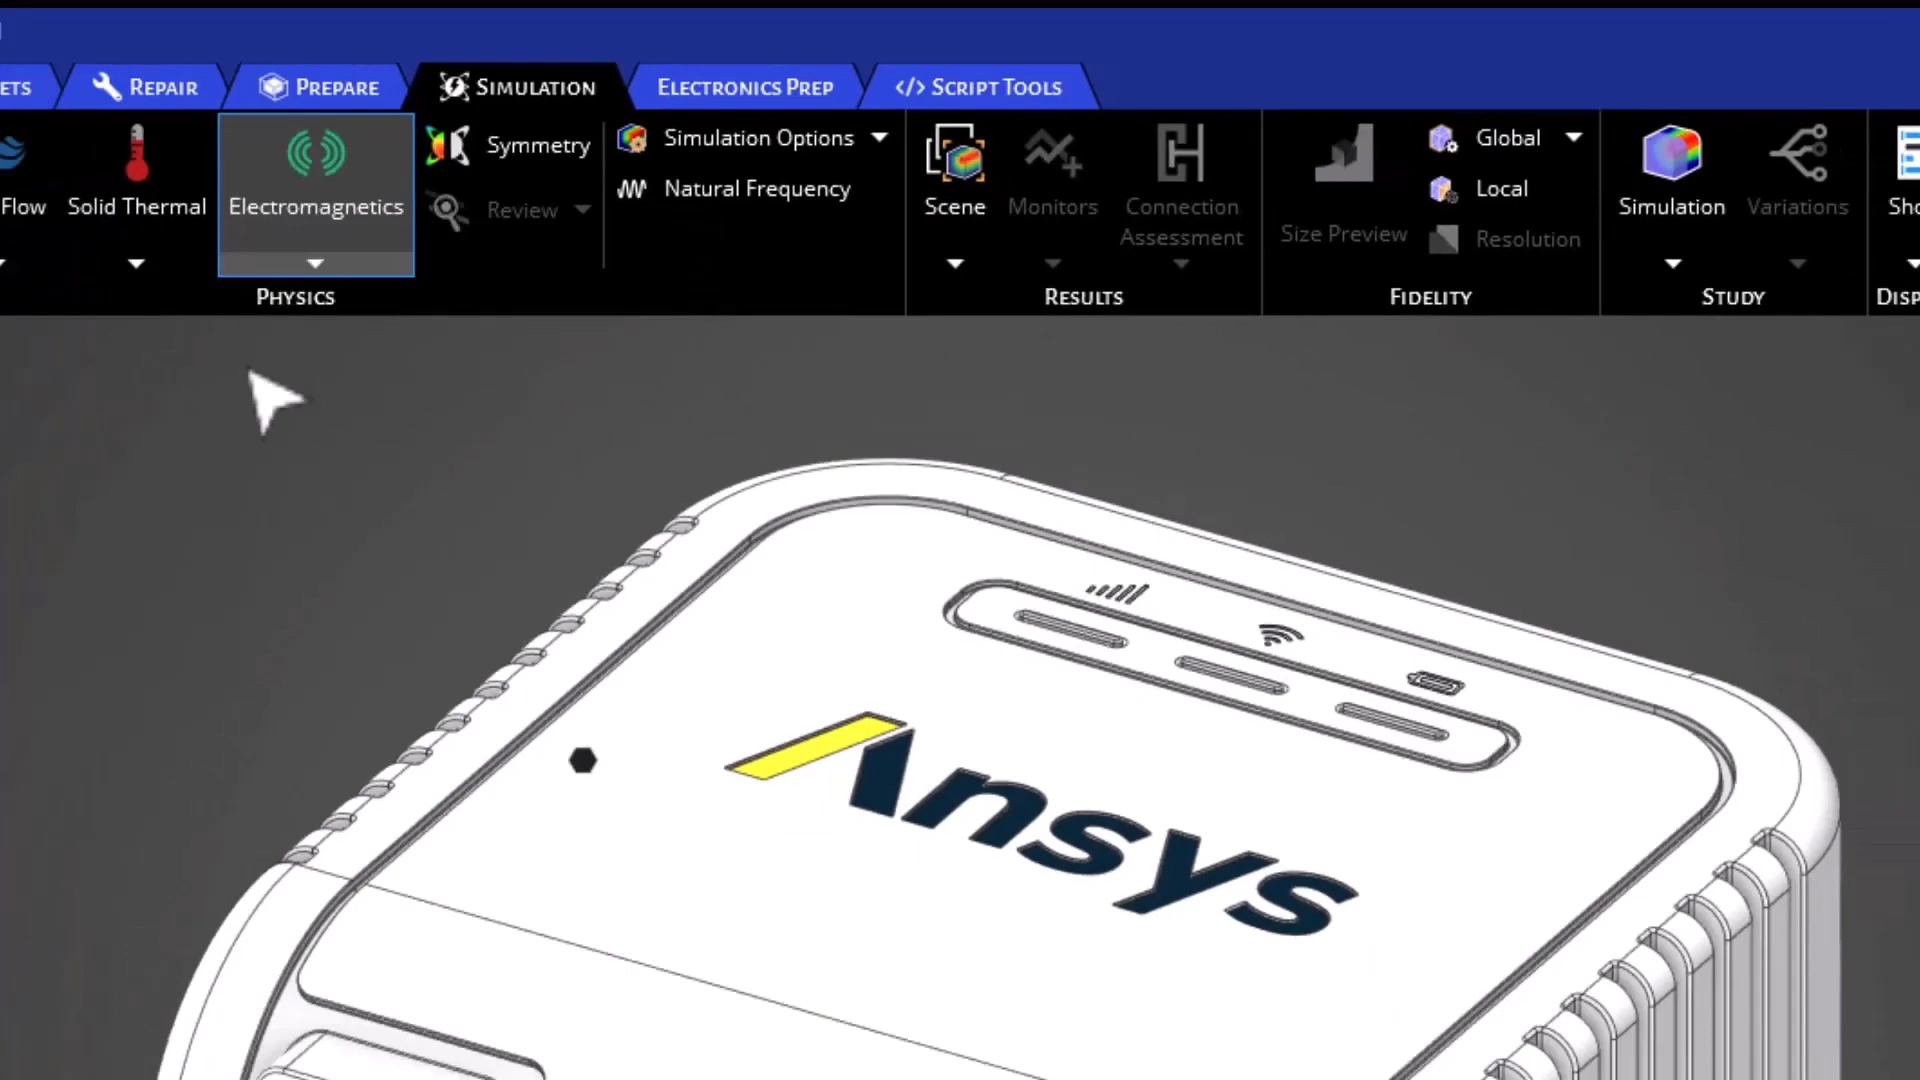 ETS
REPAIR
PREPARE
SIMULATION
ELECTRONICS PREP
</> SCRIPT TOOLS
Flow
Solid Thermal
Electromagnetics
Symmetry
Review
Simulation Options
Natural Frequency
Scene
Monitors
Connection
Assessment
Size Preview
Global
Local
Resolution
Simulation
Variations
Sho
PHYSICS
RESULTS
FIDELITY
STUDY
DISP
Ansys